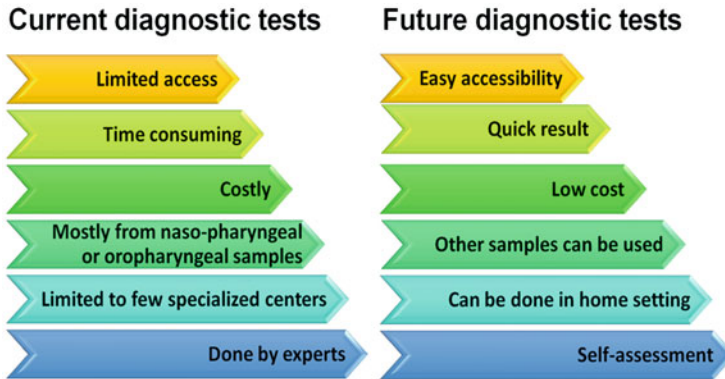 Current diagnostic tests
Limited access
Time consuming
Costly
Mostly from naso-pharyngeal
or oropharyngeal samples
Limited to few specialized centers
Done by experts
Future diagnostic tests
Easy accessibility
Quick result
Low cost
Other samples can be used
Can be done in home setting
Self-assessment